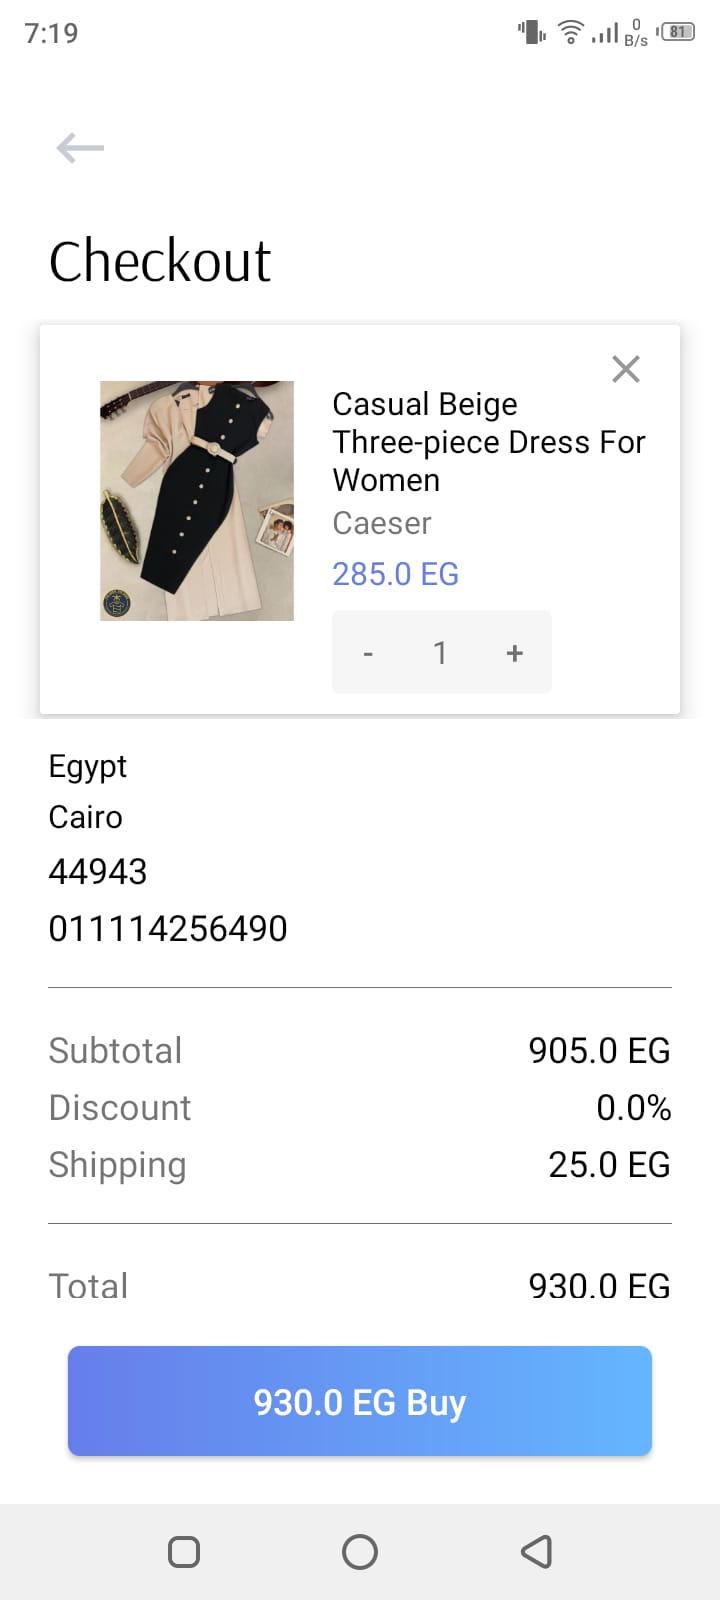 7:19
0
B/s
81
Checkout
Casual Beige
Three-piece Dress For
Women
Caeser
285.0 EG
- 1 +
Egypt
Cairo
44943
011114256490
Subtotal 905.0 EG
Discount 0.0%
Shipping 25.0 EG
Total 930.0 EG
930.0 EG Buy